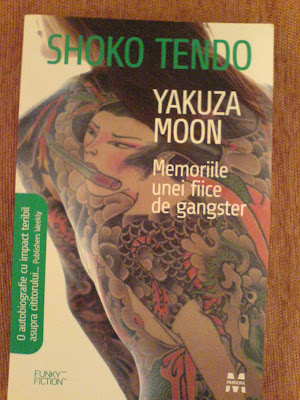 SHOKO TENDO
YAKUZA
MOON
Memoriile
unei fiice
de gangster
O autobiografie cu impact teribil
asupra cititorului... Publishers Weekly
FUNKY
FICTION
M
PANDORA